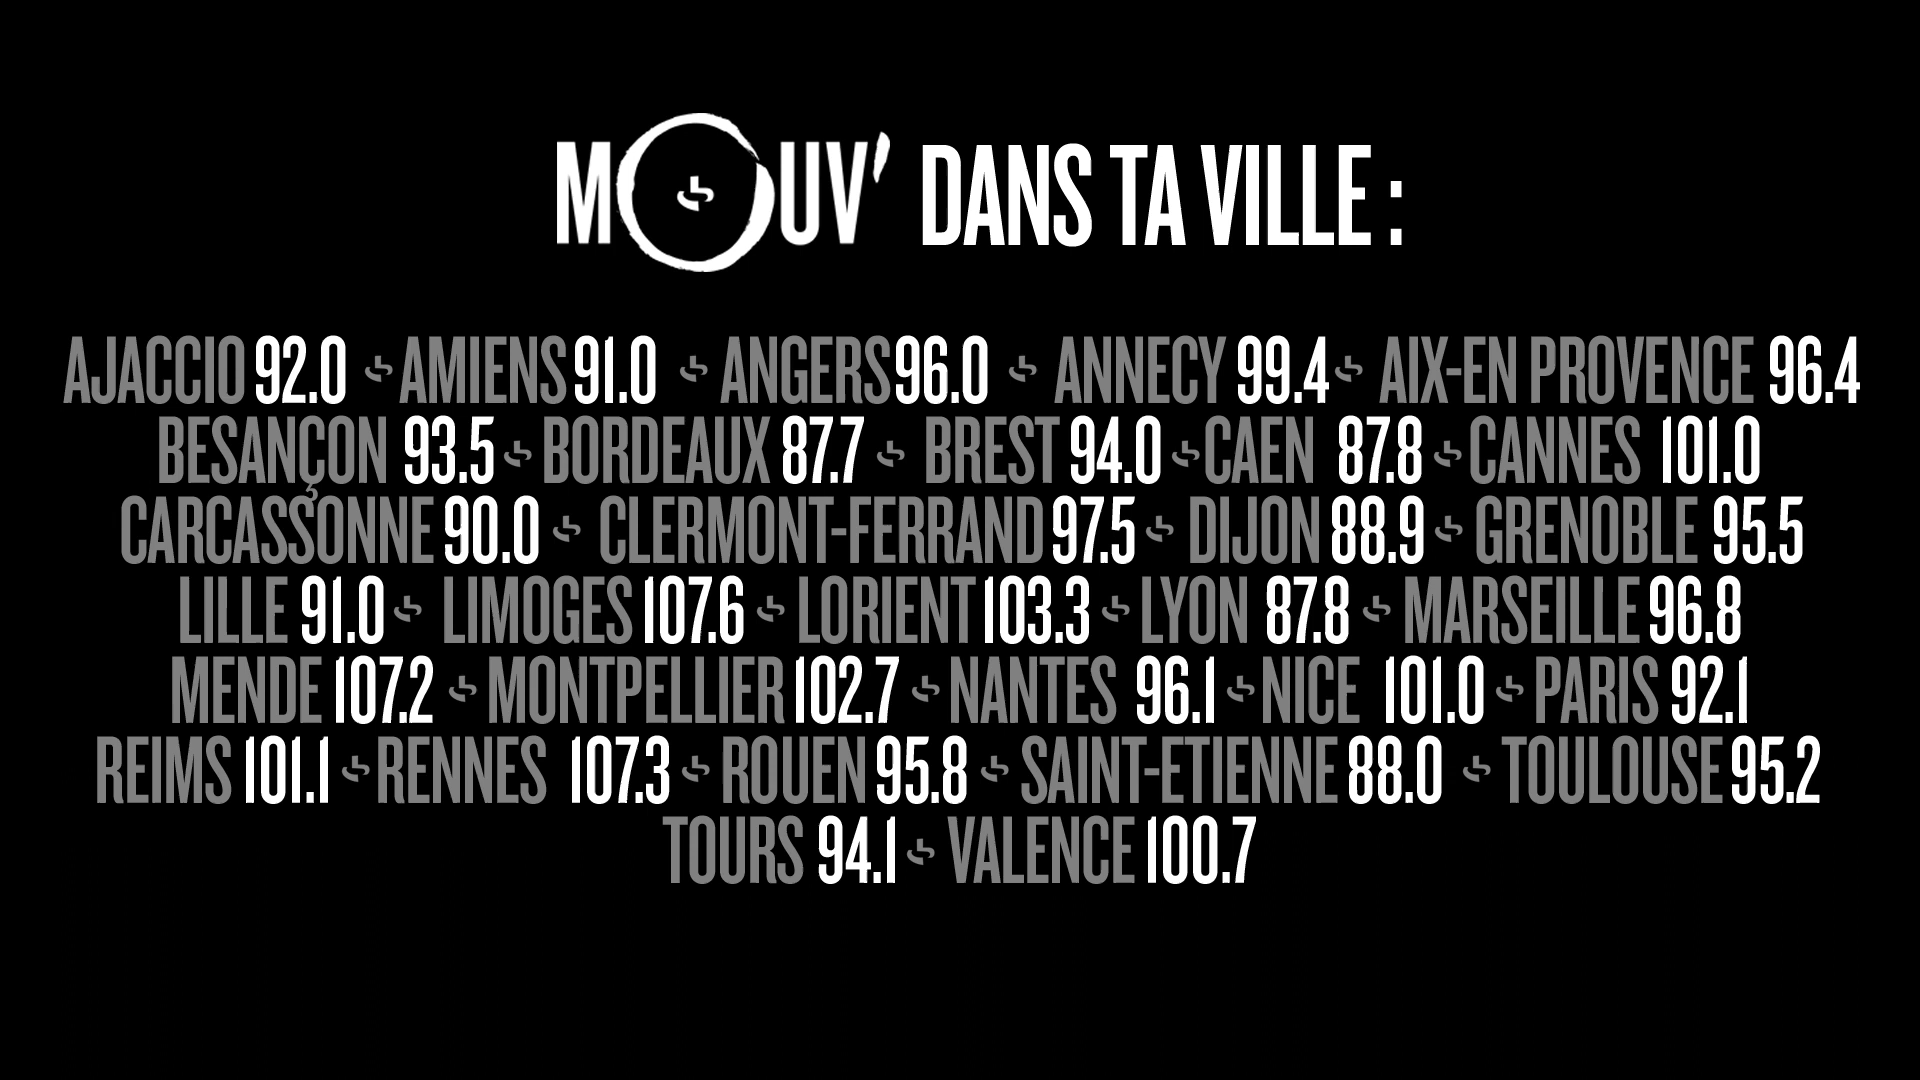 MOUV' DANS TA VILLE :
AJACCIO 92.0 AMIENS 91.0 ANGERS 96.0 ANNECY 99.4 AIX-EN PROVENCE 96.4
BESANÇON 93.5 BORDEAUX 87.7 BREST 94.0 CAEN 87.8 CANNES 101.0
CARCASSONNE 90.0 CLERMONT-FERRAND 97.5 DIJON 88.9 GRENOBLE 95.5
LILLE 91.0 LIMOGES 107.6 LORIENT 103.3 LYON 87.8 MARSEILLE 96.8
MENDE 107.2 MONTPELLIER 102.7 NANTES 96.1 NICE 101.0 PARIS 92.1
REIMS 101.1 RENNES 107.3 ROUEN 95.8 SAINT-ETIENNE 88.0 TOULOUSE 95.2
TOURS 94.1 VALENCE 100.7